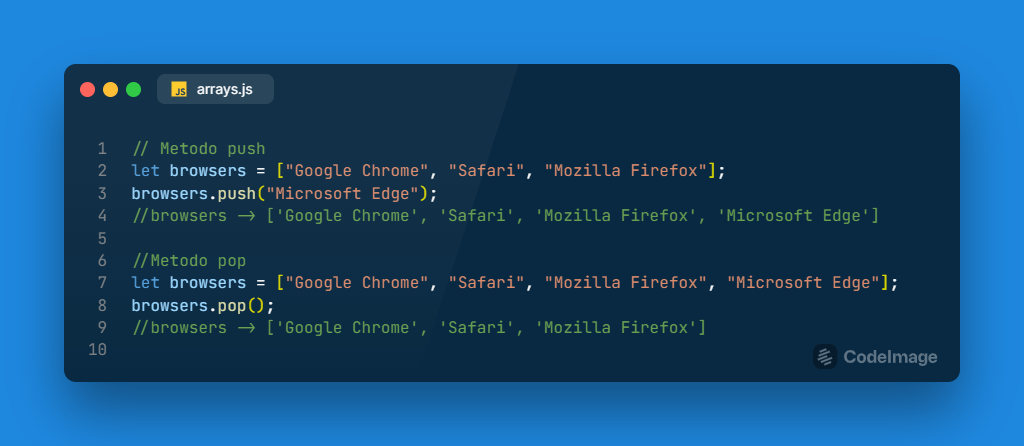 JS arrays.js
1 // Metodo push
2 let browsers = ["Google Chrome", "Safari", "Mozilla Firefox"];
3 browsers.push("Microsoft Edge");
4 //browsers -> ['Google Chrome', 'Safari', 'Mozilla Firefox', 'Microsoft Edge']
5
6 //Metodo pop
7 let browsers = ["Google Chrome", "Safari", "Mozilla Firefox", "Microsoft Edge"];
8 browsers.pop();
9 //browsers -> ['Google Chrome', 'Safari', 'Mozilla Firefox']
10
CodeImage